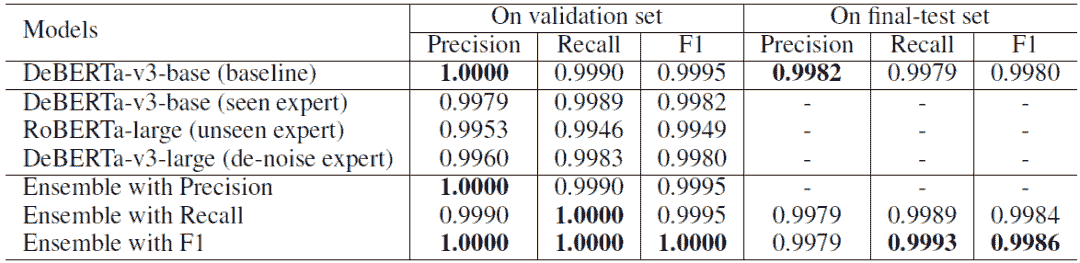 Models On validation set On final-test set
Precision Recall F1 Precision Recall F1
DeBERTa-v3-base (baseline) 1.0000 0.9990 0.9995 0.9982 0.9979 0.9980
DeBERTa-v3-base (seen expert) 0.9979 0.9989 0.9982 - - -
RoBERTa-large (unseen expert) 0.9953 0.9946 0.9949 - - -
DeBERTa-v3-large (de-noise expert) 0.9960 0.9983 0.9980 - - -
Ensemble with Precision 1.0000 0.9990 0.9995 - - -
Ensemble with Recall 0.9990 1.0000 0.9995 0.9979 0.9989 0.9984
Ensemble with F1 1.0000 1.0000 1.0000 0.9979 0.9993 0.9986